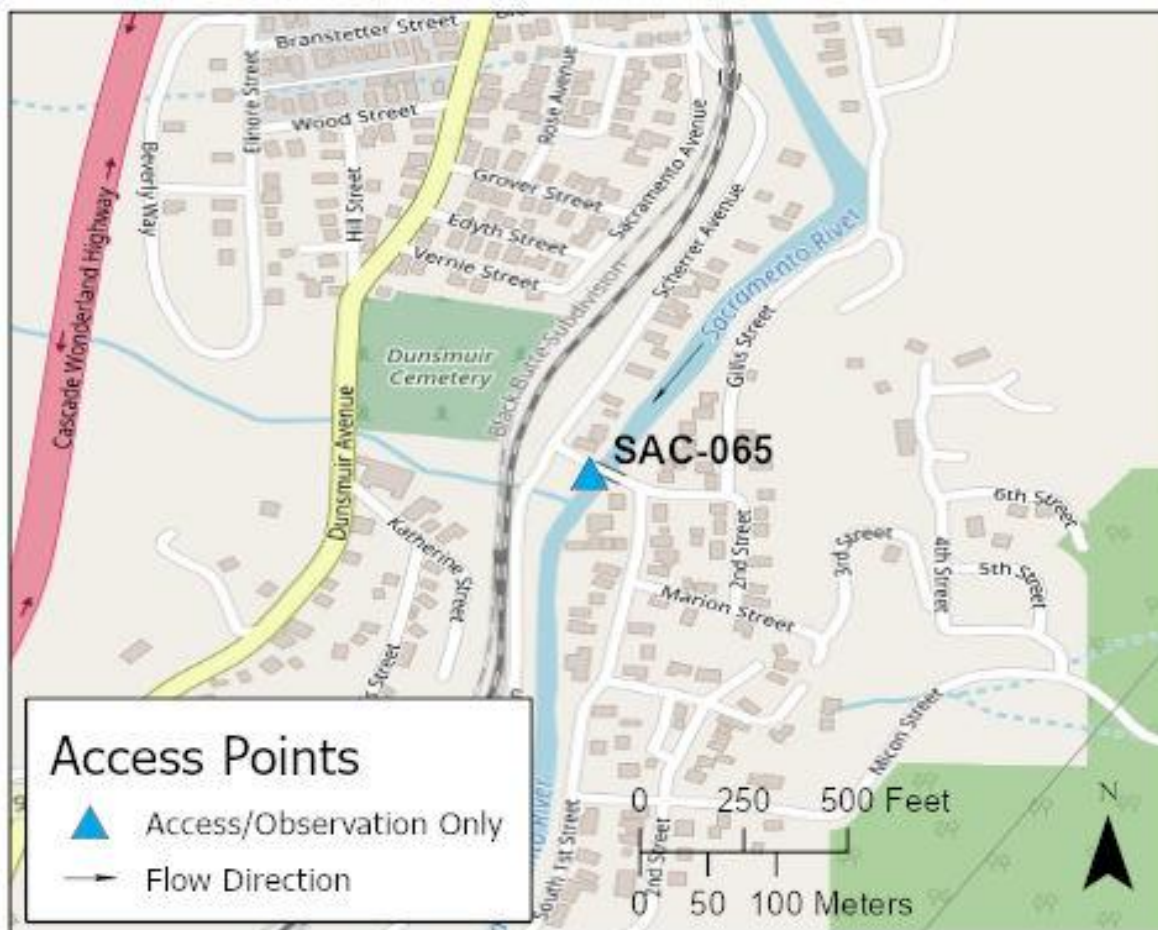 Branstetter Street
Elinore Street
Wood Street
Rose Avenue
Beverly Way
Hill Street
Grover Street
Sacramento Avenue
Edyth Street
Vernie Street
Scherrer Avenue
Sacramento River
Cascade Wonderland Highway
Black Butte Subdivision
Dunsmuir
Cemetery
Gillis Street
Dunsmuir Avenue
SAC-065
Katherine
Street
2nd Street
3rd Street
4th Street
6th Street
5th Street
Marion Street
Micon Street
Street
River
South 1st Street
2nd Street
Access Points
Access/Observation Only
Flow Direction
0 250 500 Feet
0 50 100 Meters
N